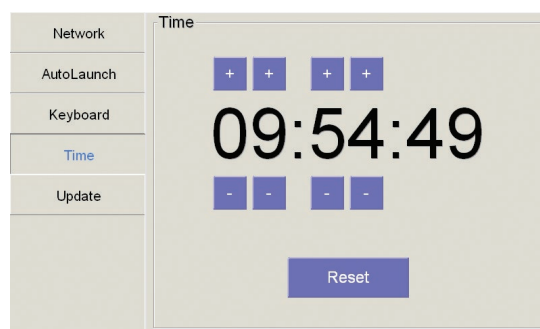 Network
AutoLaunch
Keyboard
Time
Update
Time
+ + + +
09:54:49
- - - -
Reset